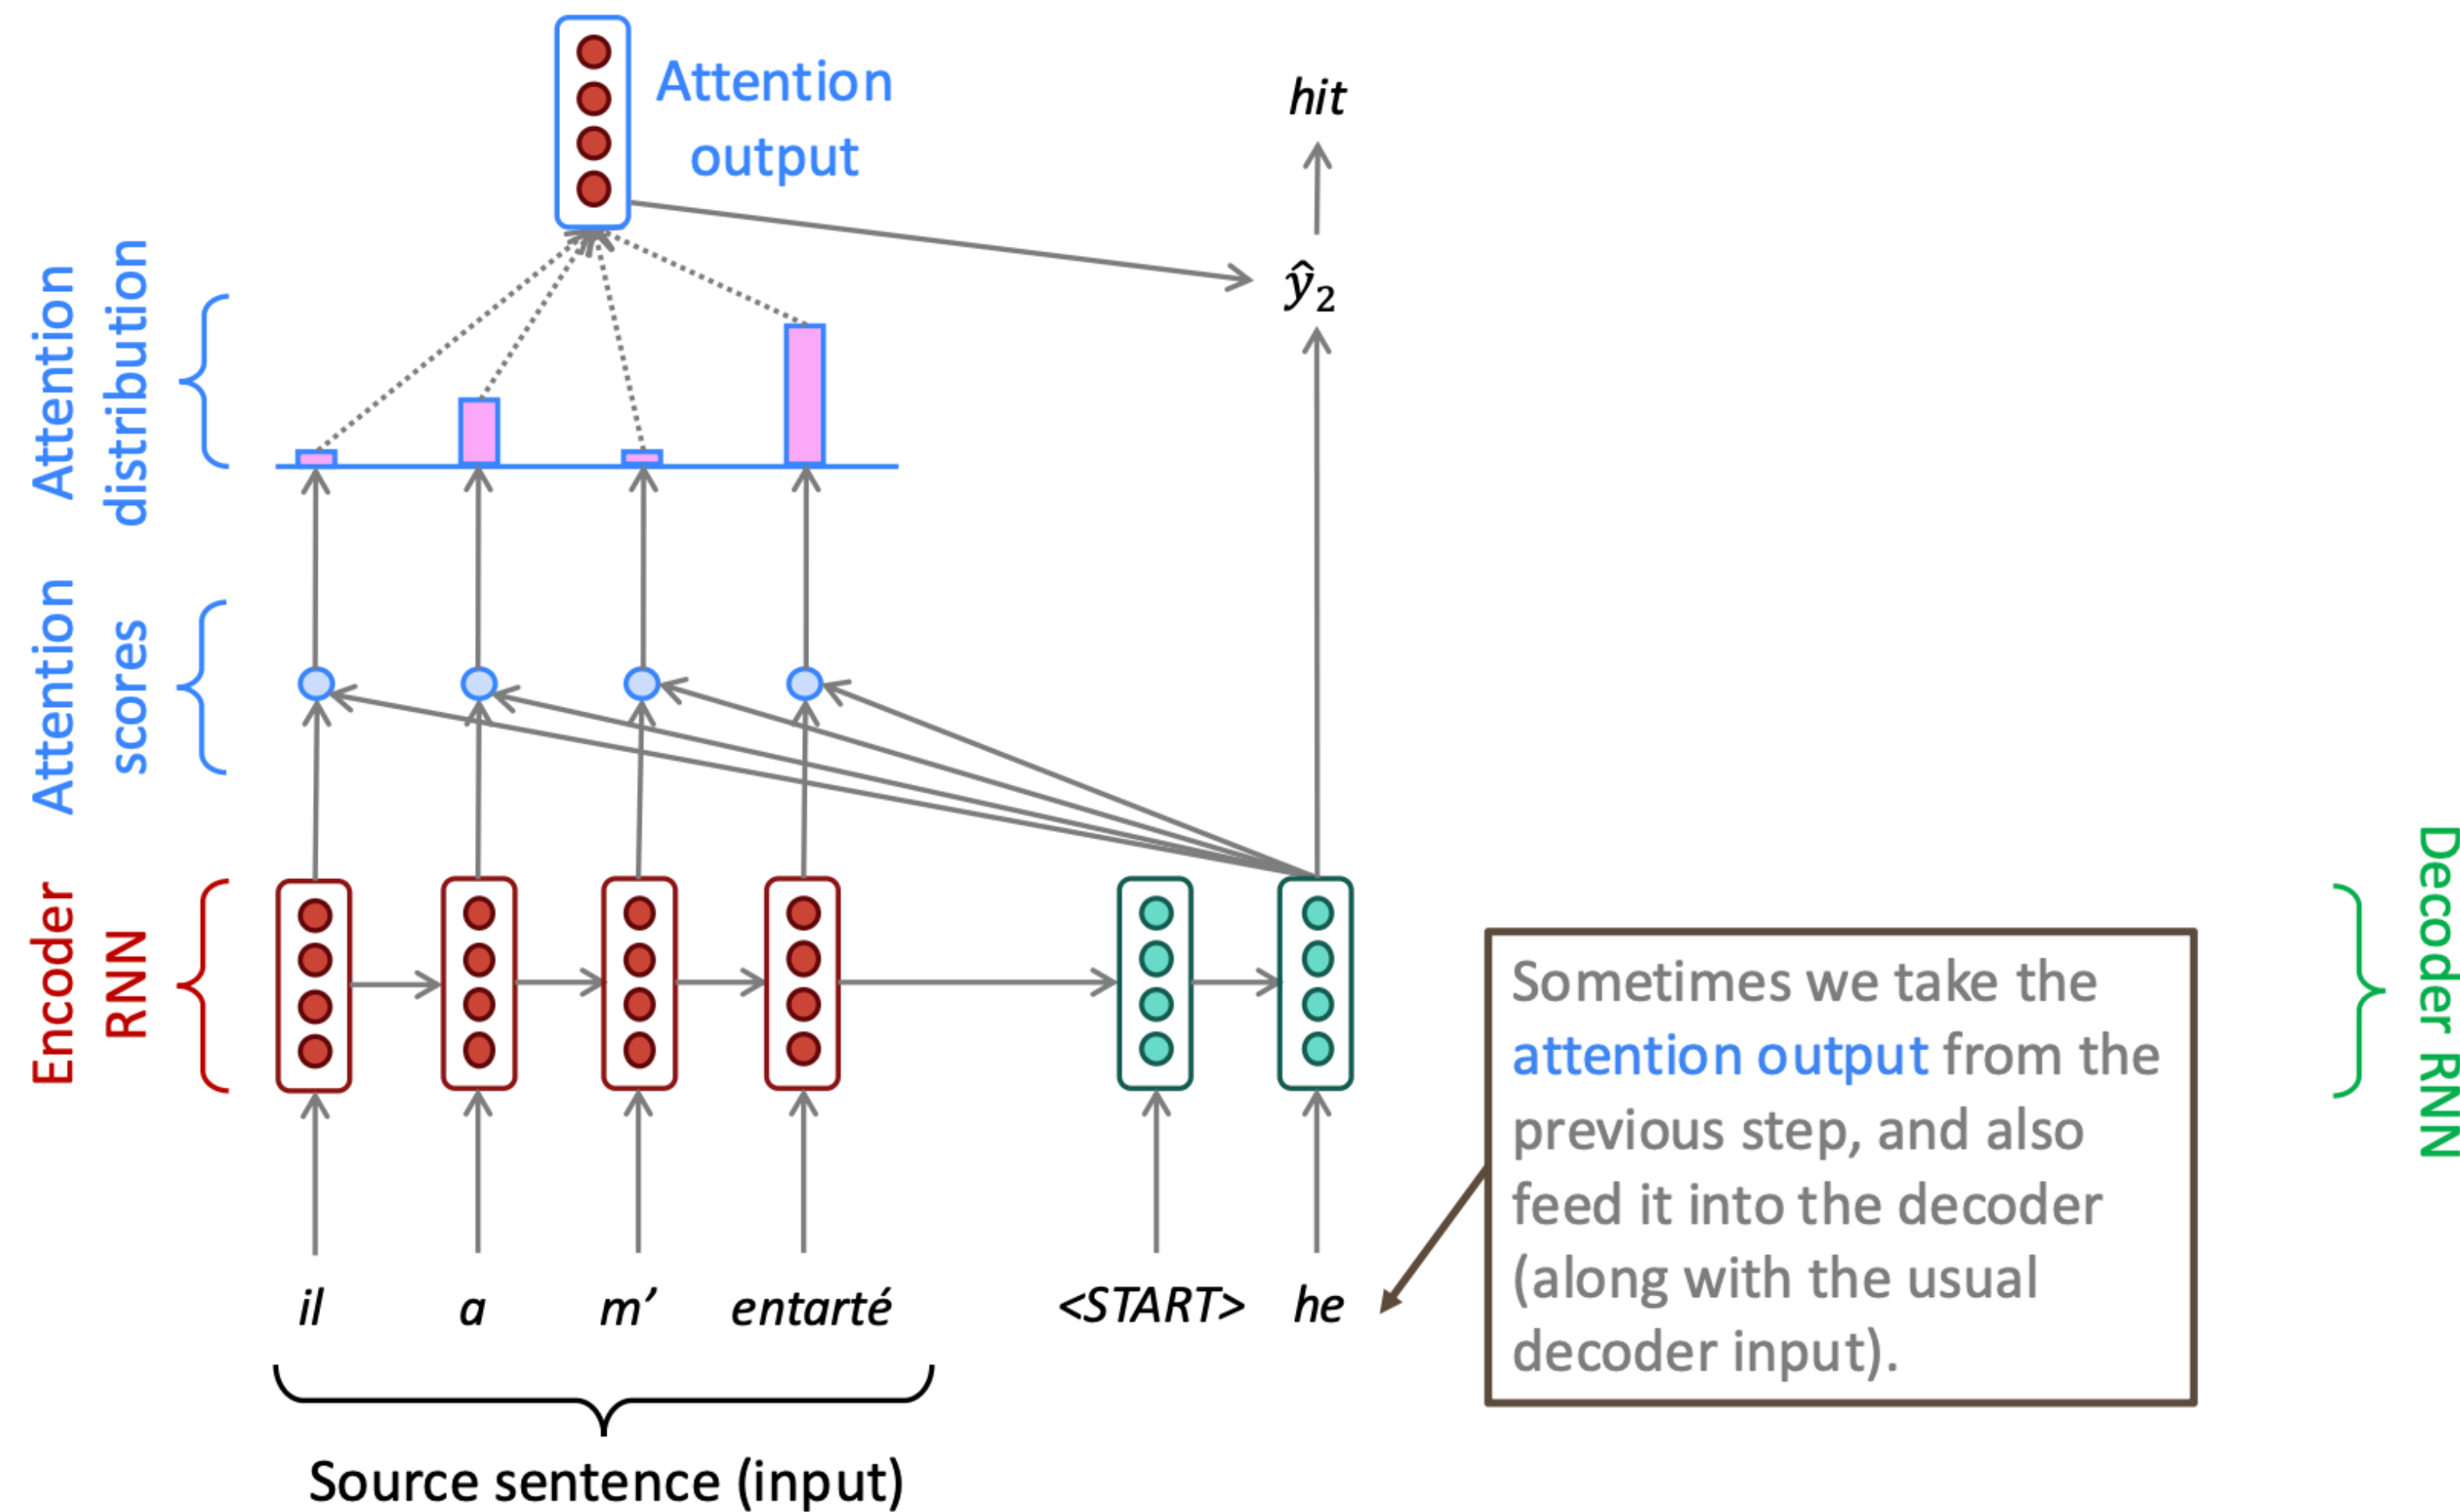 Attention
output
hit
ŷ₂
Attention
distribution
Attention
scores
Encoder
RNN
Decoder RNN
Sometimes we take the
attention output from the
previous step, and also
feed it into the decoder
(along with the usual
decoder input).
il a m’ entarté <START> he
Source sentence (input)